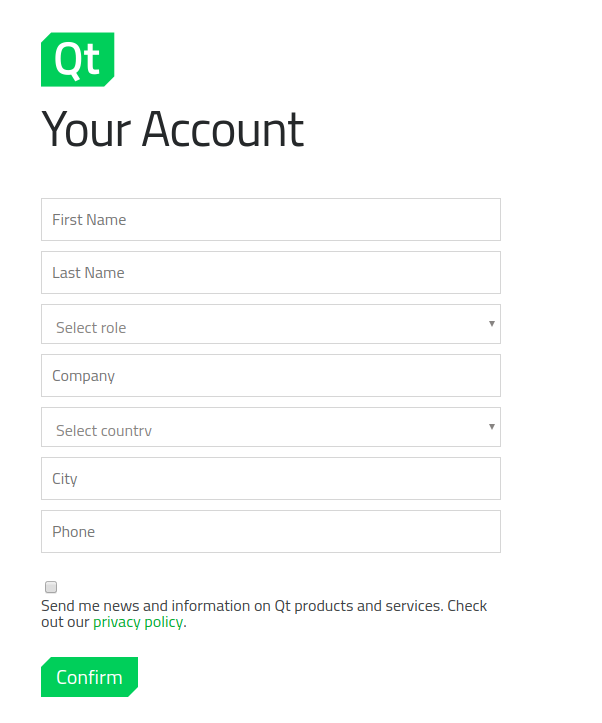 Qt
Your Account
First Name
Last Name
Select role
Company
Select country
City
Phone
Send me news and information on Qt products and services. Check
out our privacy policy.
Confirm